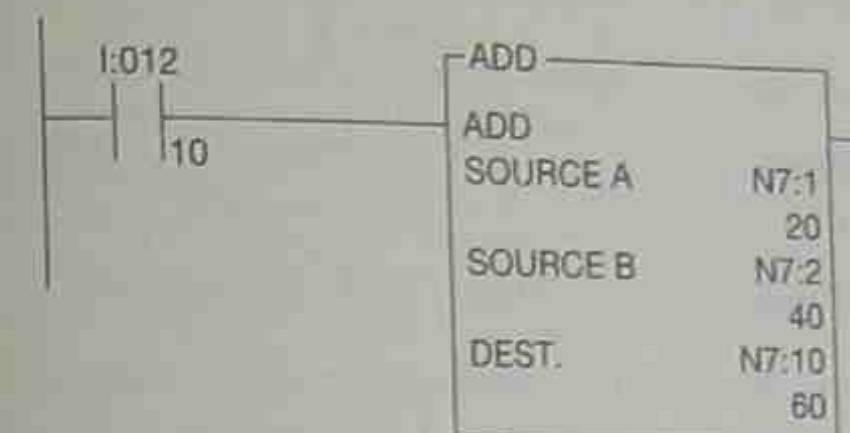 I:012
10
ADD
ADD
SOURCE A N7:1
20
SOURCE B N7:2
40
DEST. N7:10
60